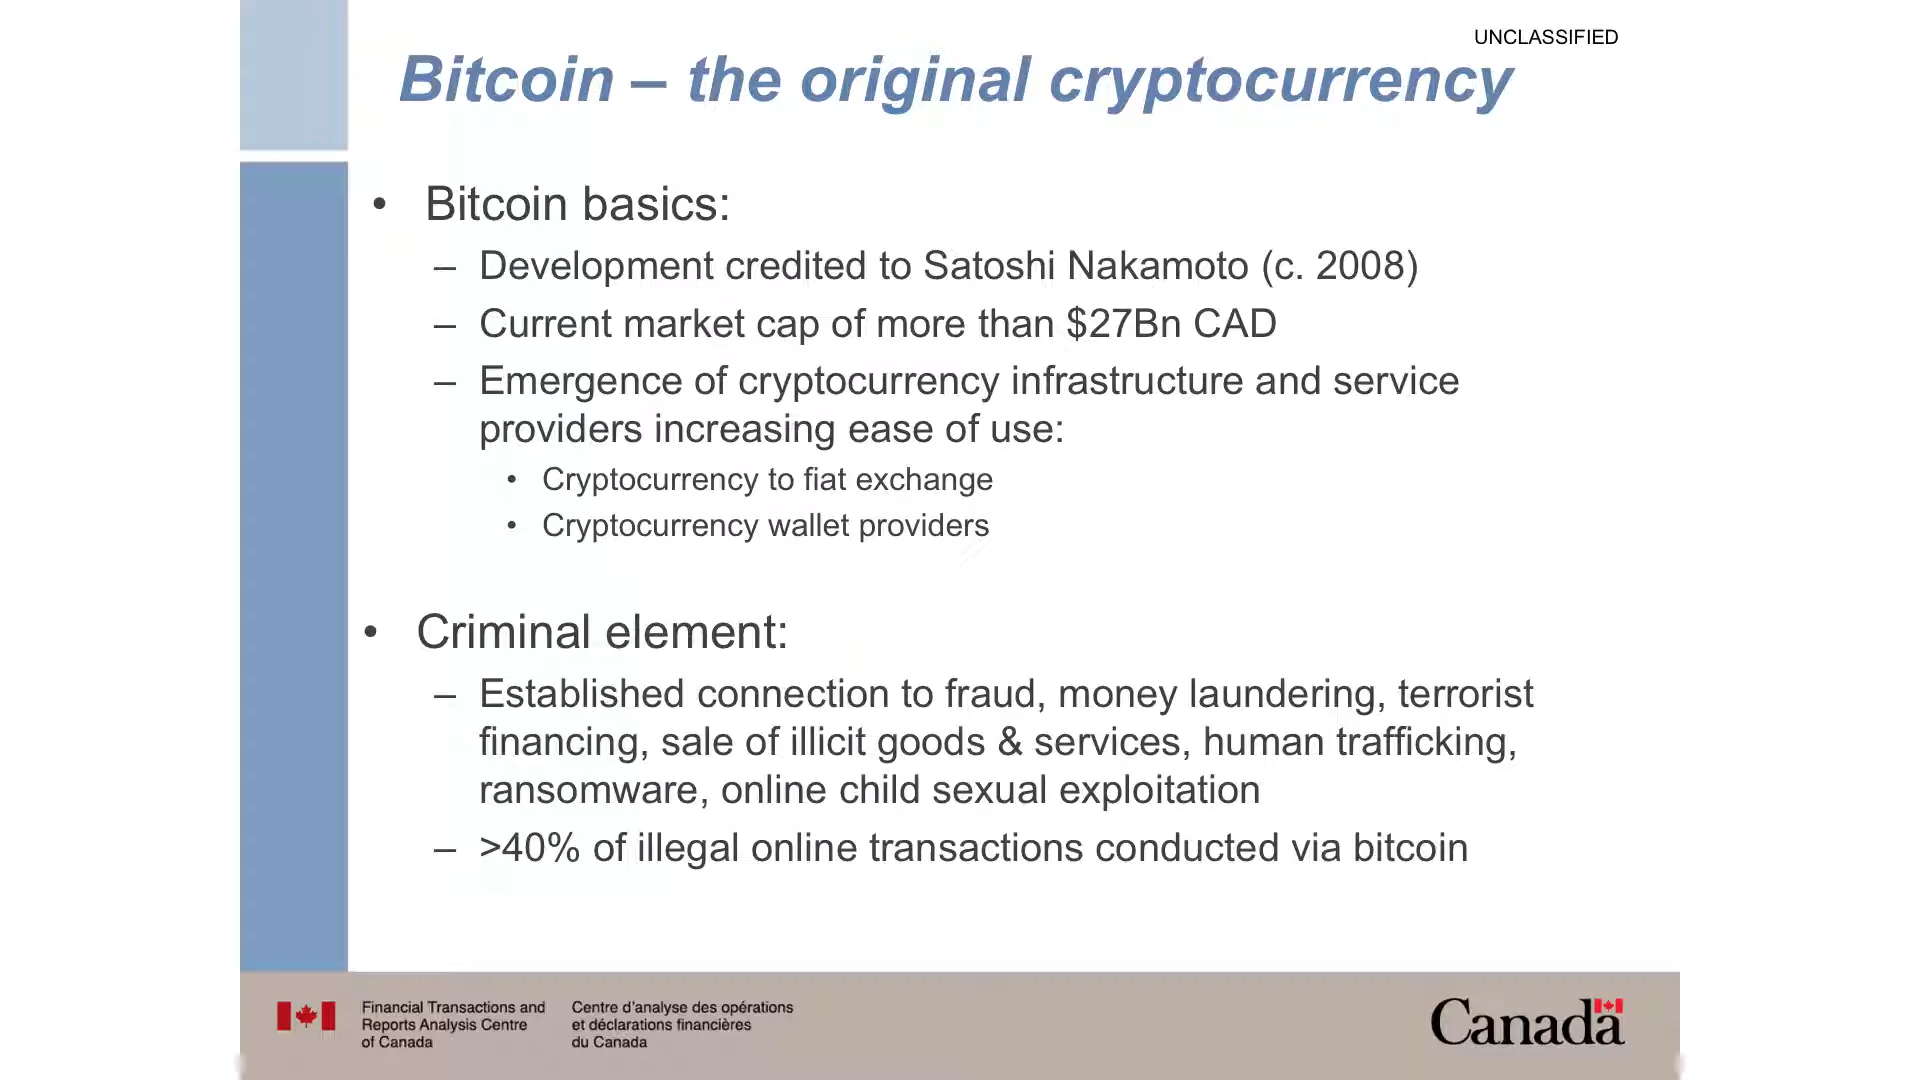 UNCLASSIFIED
Bitcoin – the original cryptocurrency
• Bitcoin basics:
– Development credited to Satoshi Nakamoto (c. 2008)
– Current market cap of more than $27Bn CAD
– Emergence of cryptocurrency infrastructure and service
providers increasing ease of use:
• Cryptocurrency to fiat exchange
• Cryptocurrency wallet providers
• Criminal element:
– Established connection to fraud, money laundering, terrorist
financing, sale of illicit goods & services, human trafficking,
ransomware, online child sexual exploitation
– >40% of illegal online transactions conducted via bitcoin
Financial Transactions and
Reports Analysis Centre
of Canada
Centre d'analyse des opérations
et déclarations financières
du Canada
Canada